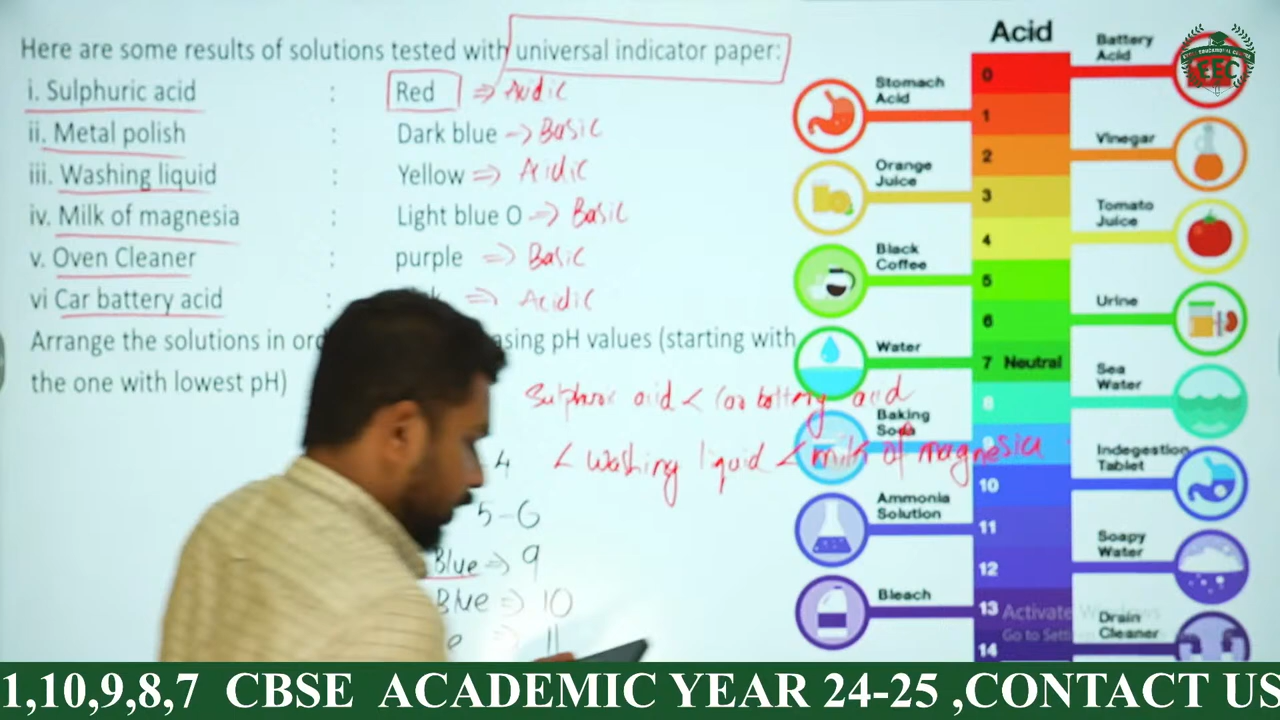 Here are some results of solutions tested with universal indicator paper:
i. Sulphuric acid : Red => Acidic
ii. Metal polish : Dark blue -> Basic
iii. Washing liquid : Yellow => Acidic
iv. Milk of magnesia : Light blue O -> Basic
v. Oven Cleaner : purple => Basic
vi Car battery acid : => Acidic
Arrange the solutions in asing pH values (starting with
the one with lowest pH)
Sulphuric acid < Car battery acid
< washing liquid < milk of magnesia
4
5-6
Blue => 9
Blue => 10
=> 11
Acid
Battery
Acid
Stomach
Acid
Vinegar
Orange
Juice
Tomato
Juice
Black
Coffee
Urine
Water
Sea
Water
Baking
Soda
Indegestion
Tablet
Ammonia
Solution
Soapy
Water
Bleach
Drain
Cleaner
0
1
2
3
4
5
6
7 Neutral
8
9
10
11
12
13
14
Activate Windows
EEC
1,10,9,8,7 CBSE ACADEMIC YEAR 24-25 ,CONTACT US